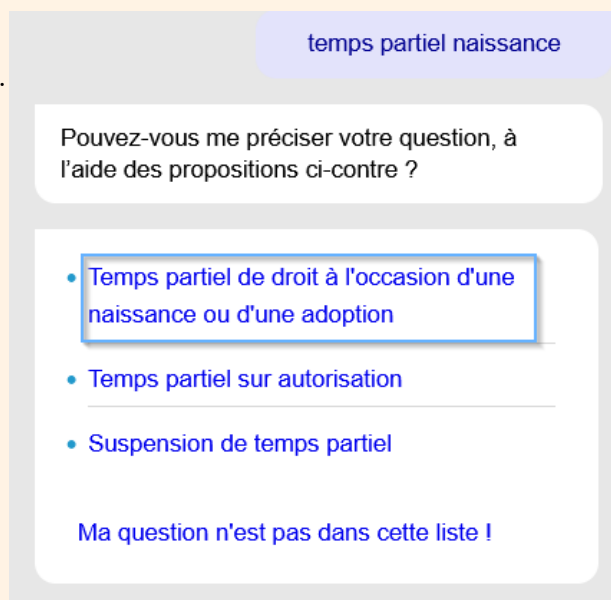 temps partiel naissance
.
Pouvez-vous me préciser votre question, à
l'aide des propositions ci-contre ?
• Temps partiel de droit à l'occasion d'une
naissance ou d'une adoption
• Temps partiel sur autorisation
• Suspension de temps partiel
Ma question n'est pas dans cette liste !